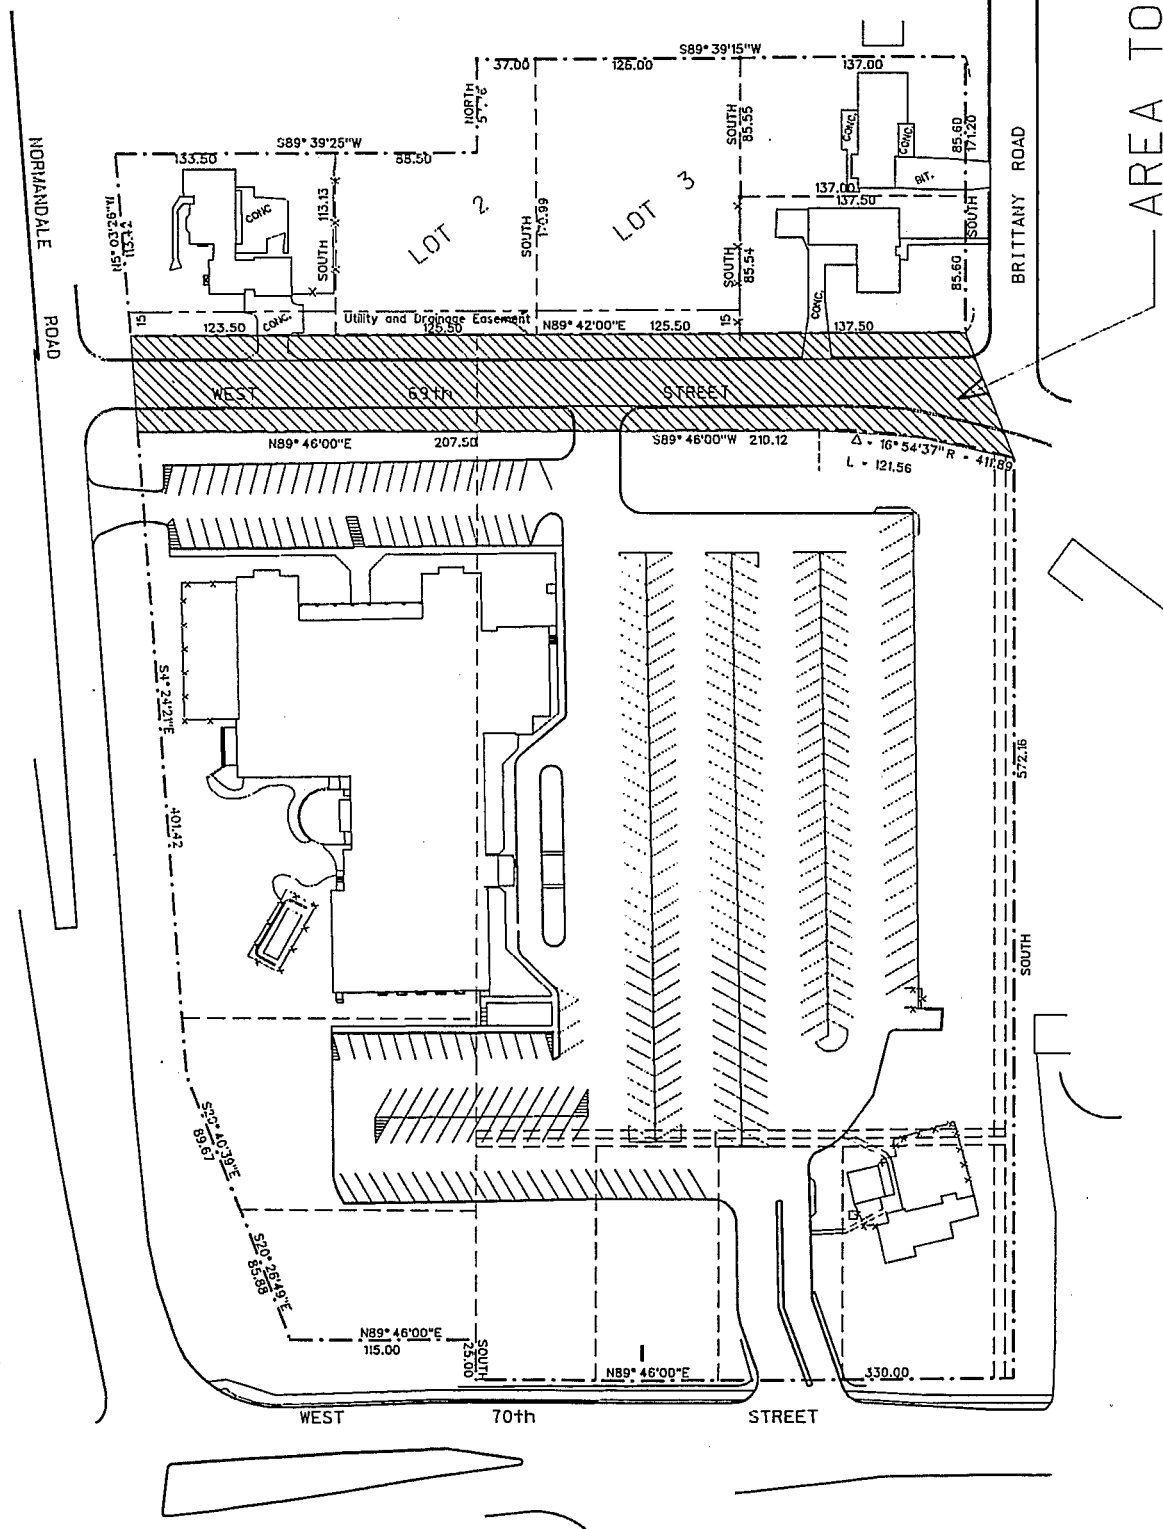 AREA TO
S89° 39'15"W
37.00
126.00
137.00
NORTH
SOUTH
85.55
CONC.
CONC.
85.60
171.20
BRITTANY ROAD
NORMANDALE ROAD
S89° 39'25"W
133.50
88.50
BIT.
137.00
137.50
LOT 2
LOT 3
CONC
113.13
SOUTH
SOUTH
SOUTH
85.54
SOUTH
85.60
N5° 03'26"W
113.42
CONC.
15
Utility and Drainage Easement
15
123.50
CONC.
125.50
N89° 42'00"E
125.50
137.50
WEST 69th STREET
N89° 46'00"E
207.50
S89° 46'00"W 210.12
Δ - 16° 54'37" R - 411.89
L - 121.56
S4° 24'21"E
401.42
572.16
SOUTH
S20° 40'39"E
89.67
S20° 26'49"E
85.88
N89° 46'00"E
115.00
SOUTH
25.00
N89° 46'00"E
330.00
WEST 70th STREET